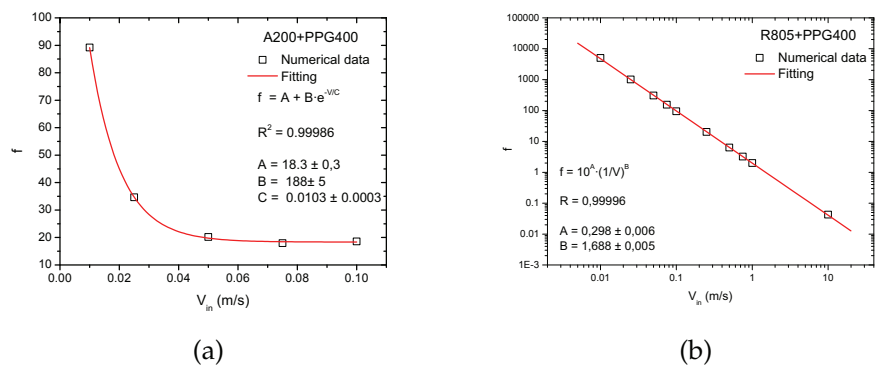 A200+PPG400
Numerical data
Fitting
f = A + B·e^-V/C
R^2 = 0.99986
A = 18.3 ± 0,3
B = 188± 5
C = 0.0103 ± 0.0003
100
90
80
70
60
50
40
30
20
10
f
0.00 0.02 0.04 0.06 0.08 0.10
V_in (m/s)
(a)
R805+PPG400
Numerical data
Fitting
f = 10^A·(1/V)^B
R = 0,99996
A = 0,298 ± 0,006
B = 1,688 ± 0,005
100000
10000
1000
100
10
1
0.1
0.01
1E-3
f
0.01 0.1 1 10
V_in (m/s)
(b)